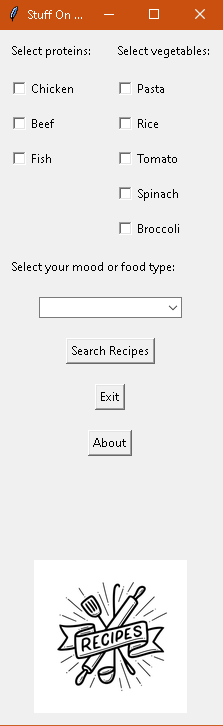 Stuff On ...
Select proteins: Select vegetables:
Chicken Pasta
Beef Rice
Fish Tomato
Spinach
Broccoli
Select your mood or food type:
Search Recipes
Exit
About
RECIPES